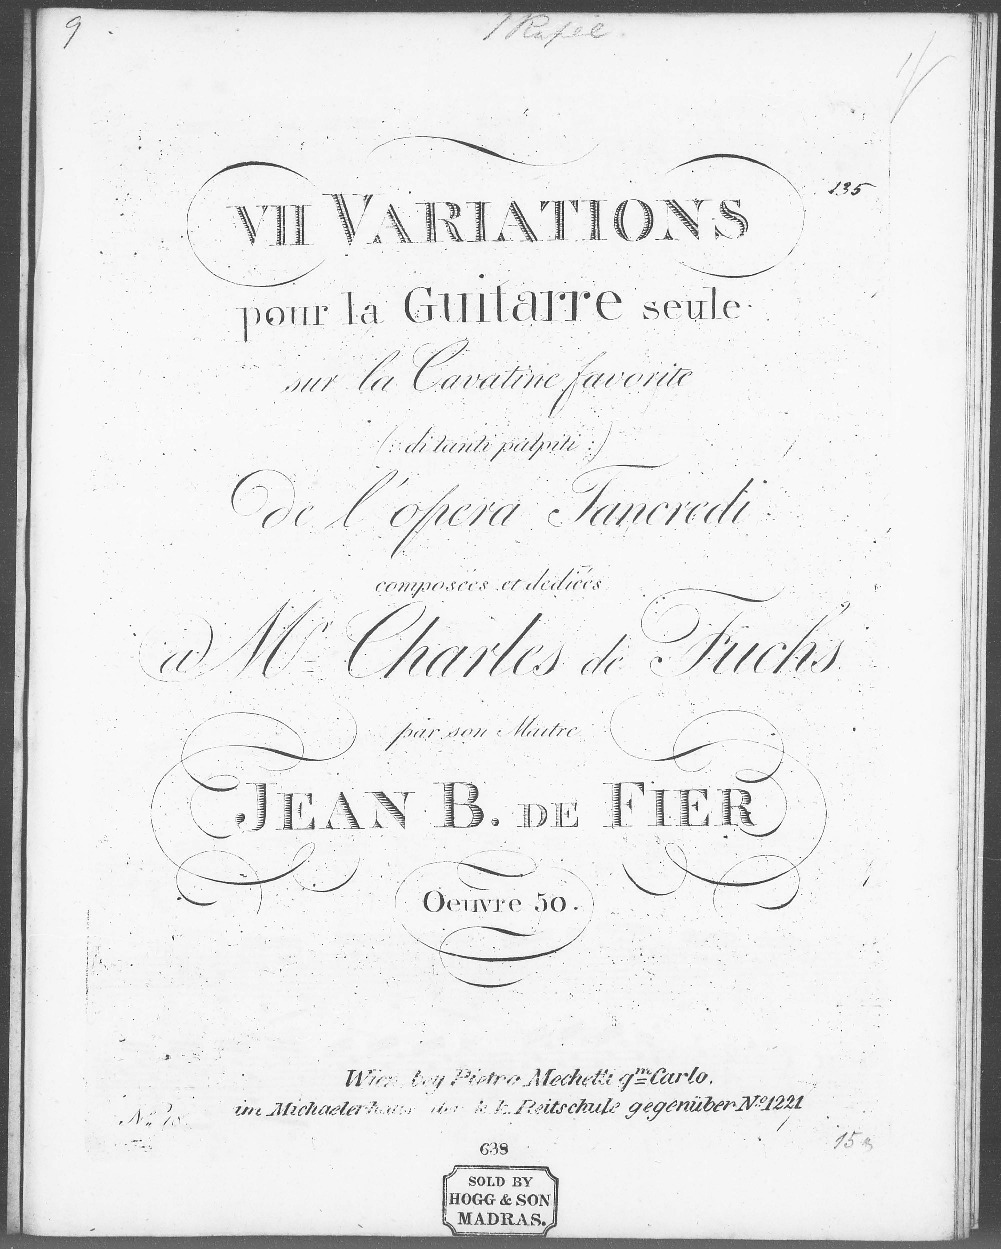 9
135
VII VARIATIONS
pour la Guitarre seule
sur la Cavatine favorite
(: di tanti palpiti :)
De l'opera Tancredi
composées et dediées
a Mr. Charles de Fuchs
par son Maitre
JEAN B. DE FIER
Oeuvre 50.
Wien bey Pietro Mechetti qm Carlo.
im Michaelerhaus der k. k. Reitschule gegenüber No. 1221
638
SOLD BY
HOGG & SON
MADRAS.